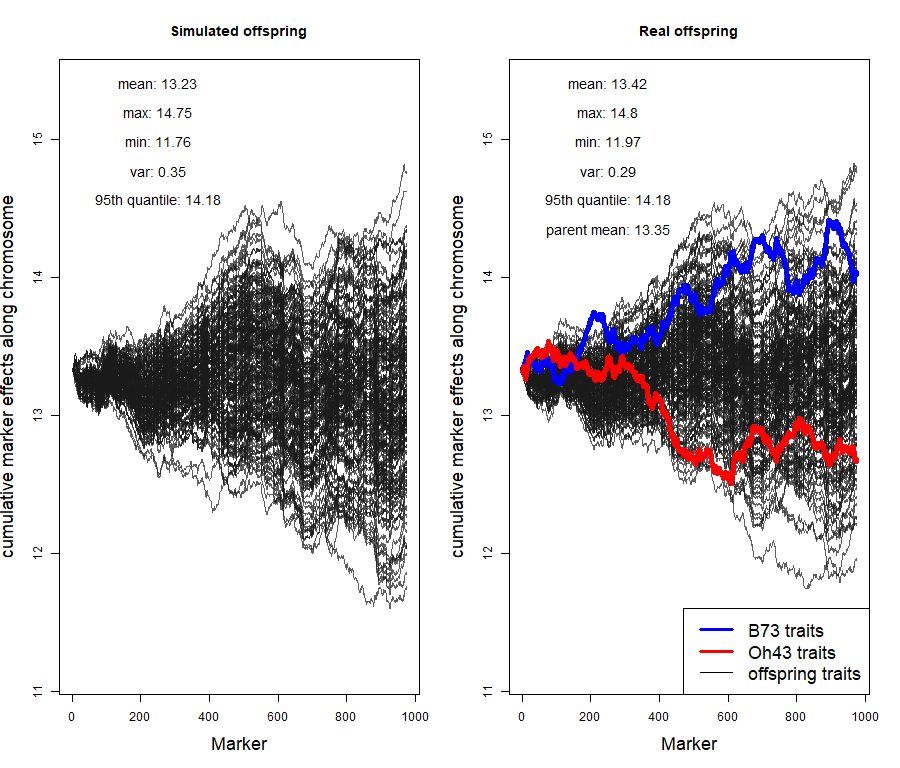 Simulated offspring
mean: 13.23
max: 14.75
min: 11.76
var: 0.35
95th quantile: 14.18
cumulative marker effects along chromosome
15
14
13
12
11
0 200 400 600 800 1000
Marker
Real offspring
mean: 13.42
max: 14.8
min: 11.97
var: 0.29
95th quantile: 14.18
parent mean: 13.35
cumulative marker effects along chromosome
15
14
13
12
11
B73 traits
Oh43 traits
offspring traits
0 200 400 600 800 1000
Marker